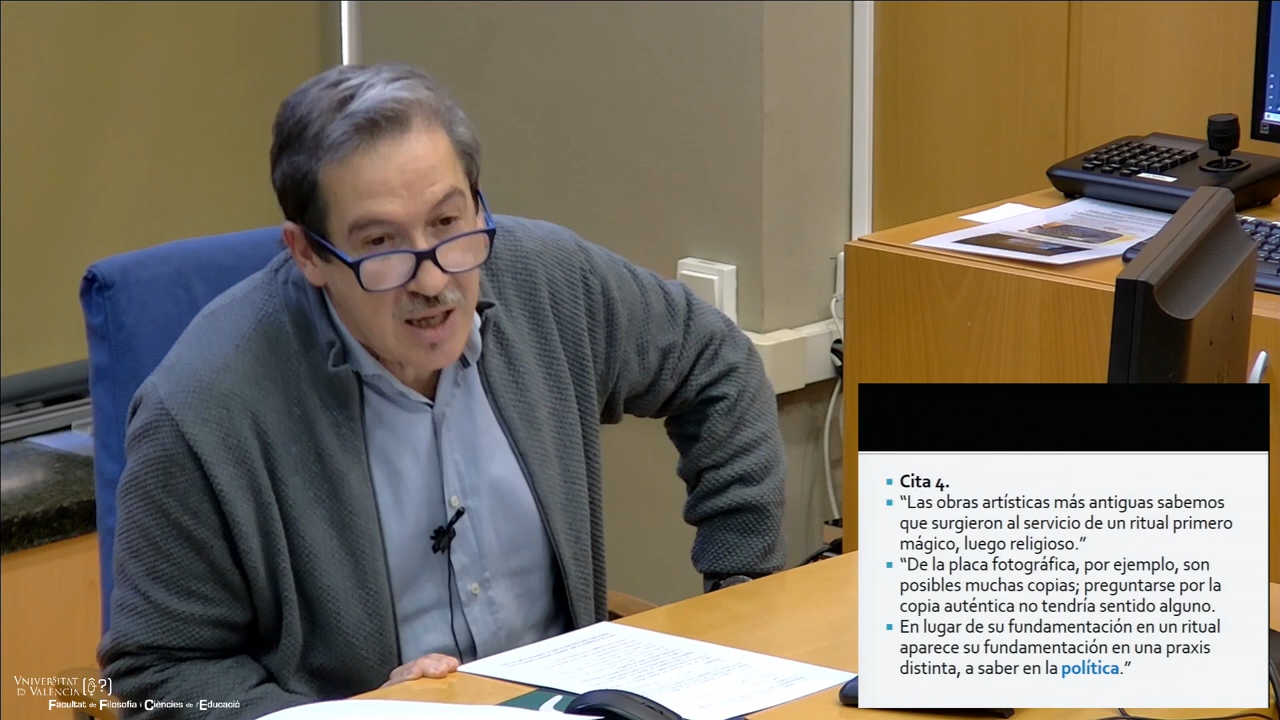 Cita 4.
“Las obras artísticas más antiguas sabemos
que surgieron al servicio de un ritual primero
mágico, luego religioso.”
“De la placa fotográfica, por ejemplo, son
posibles muchas copias; preguntarse por la
copia auténtica no tendría sentido alguno.
En lugar de su fundamentación en un ritual
aparece su fundamentación en una praxis
distinta, a saber en la política.”
VNIVERSITAT
D VALÈNCIA
Facultat de Filosofia i Ciències de l'Educació